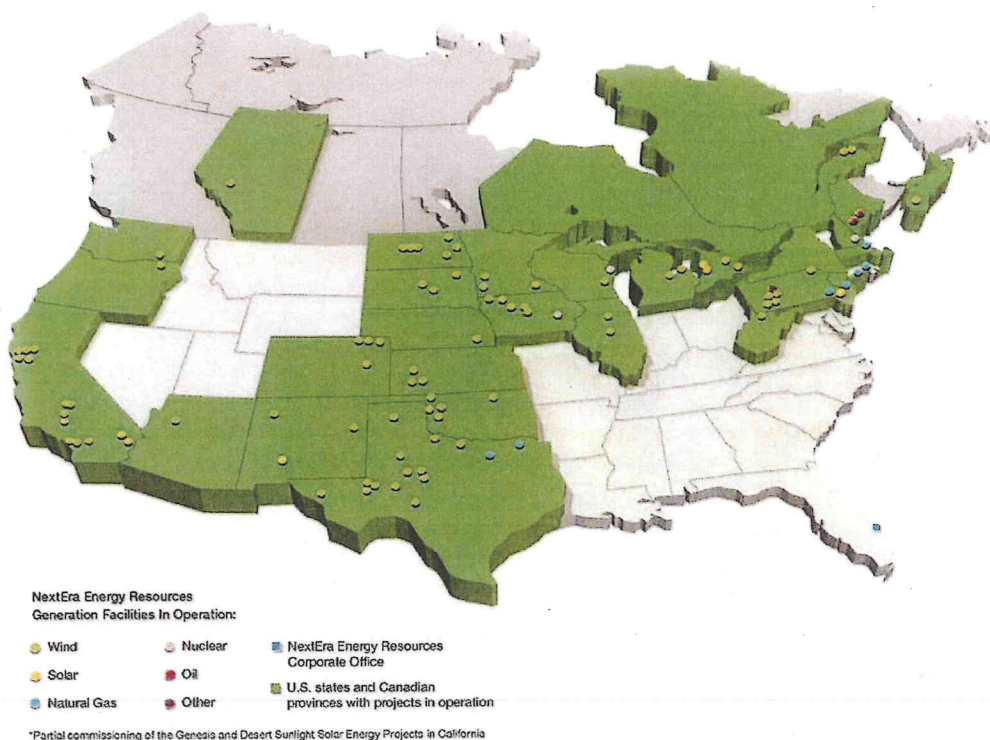 NextEra Energy Resources
Generation Facilities In Operation:
Wind
Solar
Natural Gas
Nuclear
Oil
Other
NextEra Energy Resources
Corporate Office
U.S. states and Canadian
provinces with projects in operation
*Partial commissioning of the Genesis and Desert Sunlight Solar Energy Projects in California